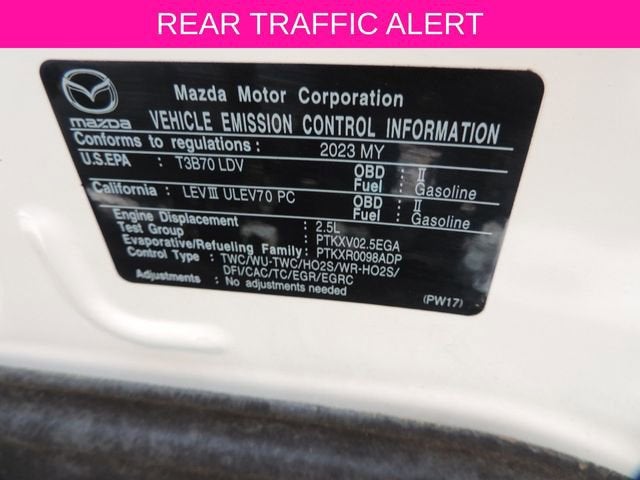 REAR TRAFFIC ALERT
mazda
Mazda Motor Corporation
VEHICLE EMISSION CONTROL INFORMATION
Conforms to regulations : 2023 MY
U.S.EPA : T3B70 LDV OBD : II
Fuel : Gasoline
California : LEVIII ULEV70 PC OBD : II
Fuel : Gasoline
Engine Displacement : 2.5L
Test Group : PTKXV02.5EGA
Evaporative/Refueling Family: PTKXR0098ADP
Control Type : TWC/WU-TWC/HO2S/WR-HO2S/
DFI/CAC/TC/EGR/EGRC
Adjustments : No adjustments needed
(PW17)